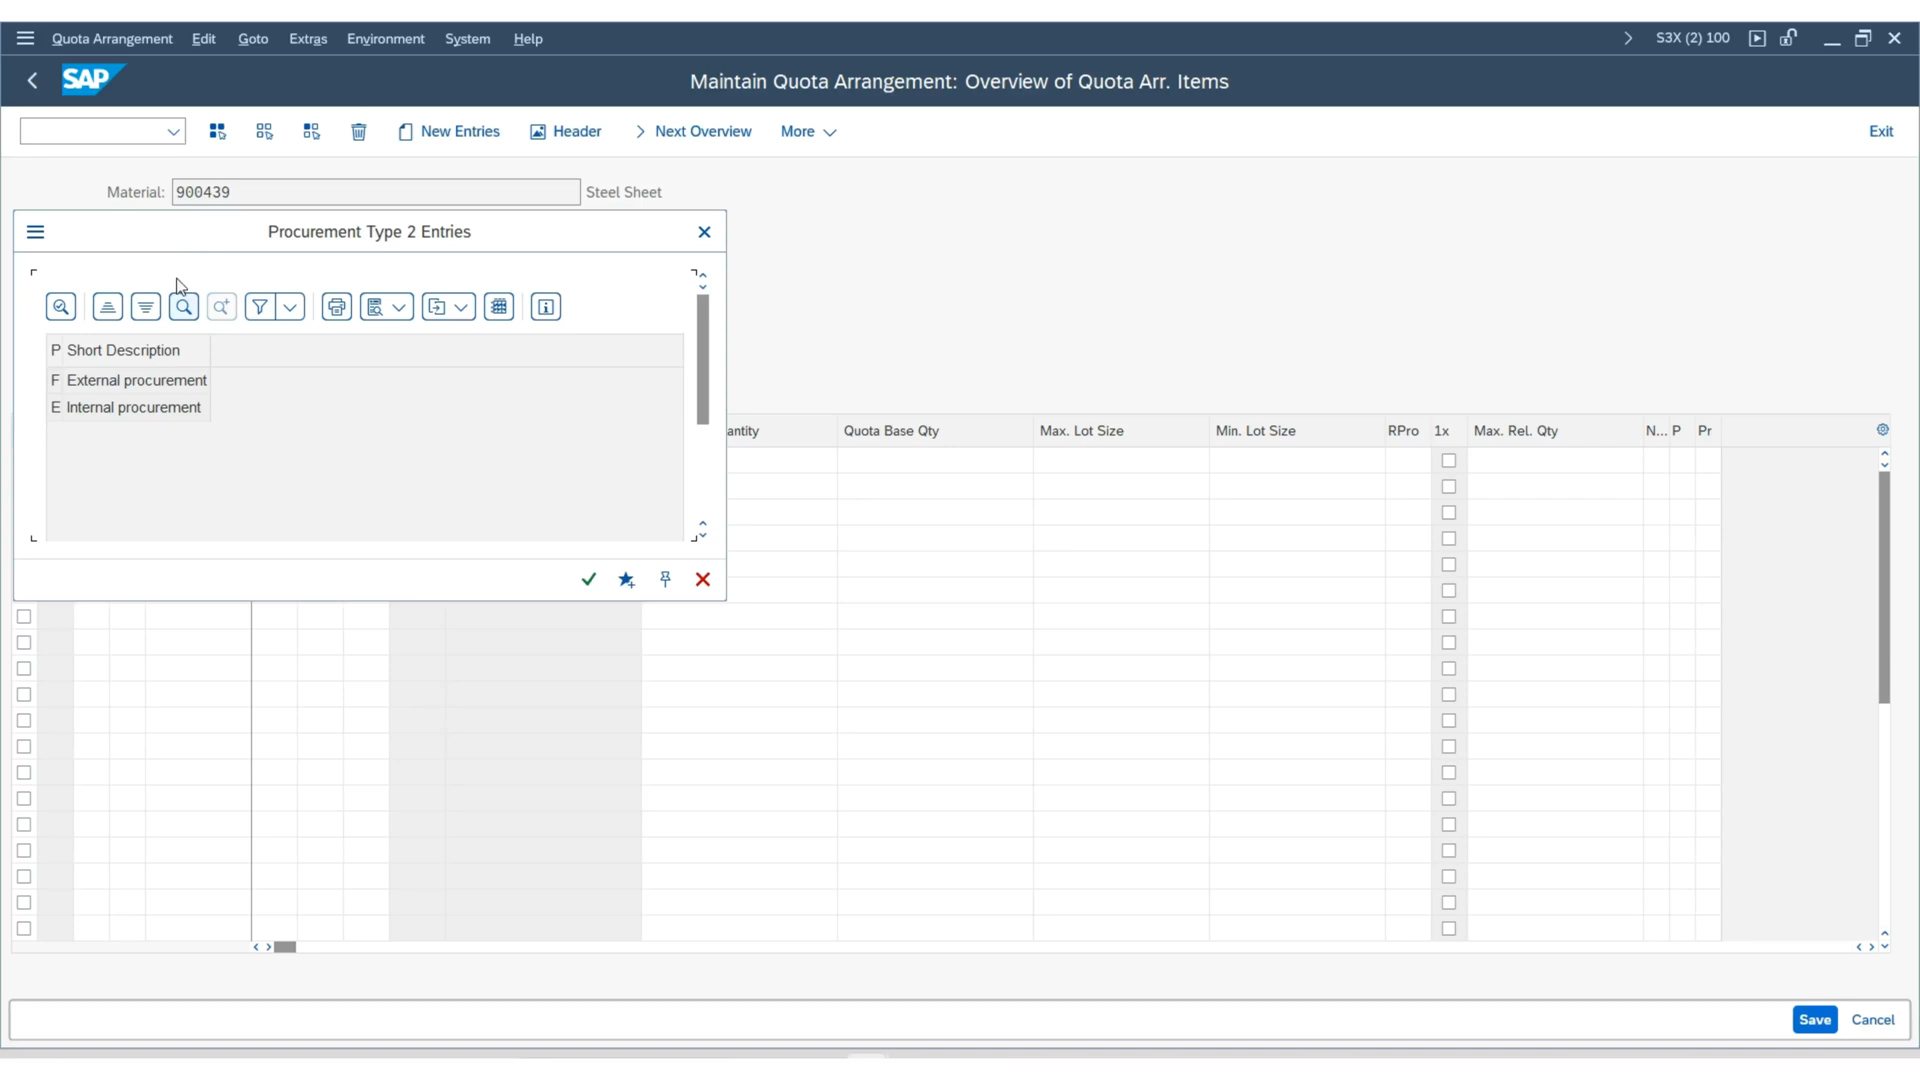 Quota Arrangement Edit Goto Extras Environment System Help S3X (2) 100
SAP Maintain Quota Arrangement: Overview of Quota Arr. Items
New Entries Header Next Overview More Exit
Material: 900439 Steel Sheet
Procurement Type 2 Entries
P Short Description
F External procurement
E Internal procurement
antity Quota Base Qty Max. Lot Size Min. Lot Size RPro 1x Max. Rel. Qty N... P Pr
Save Cancel